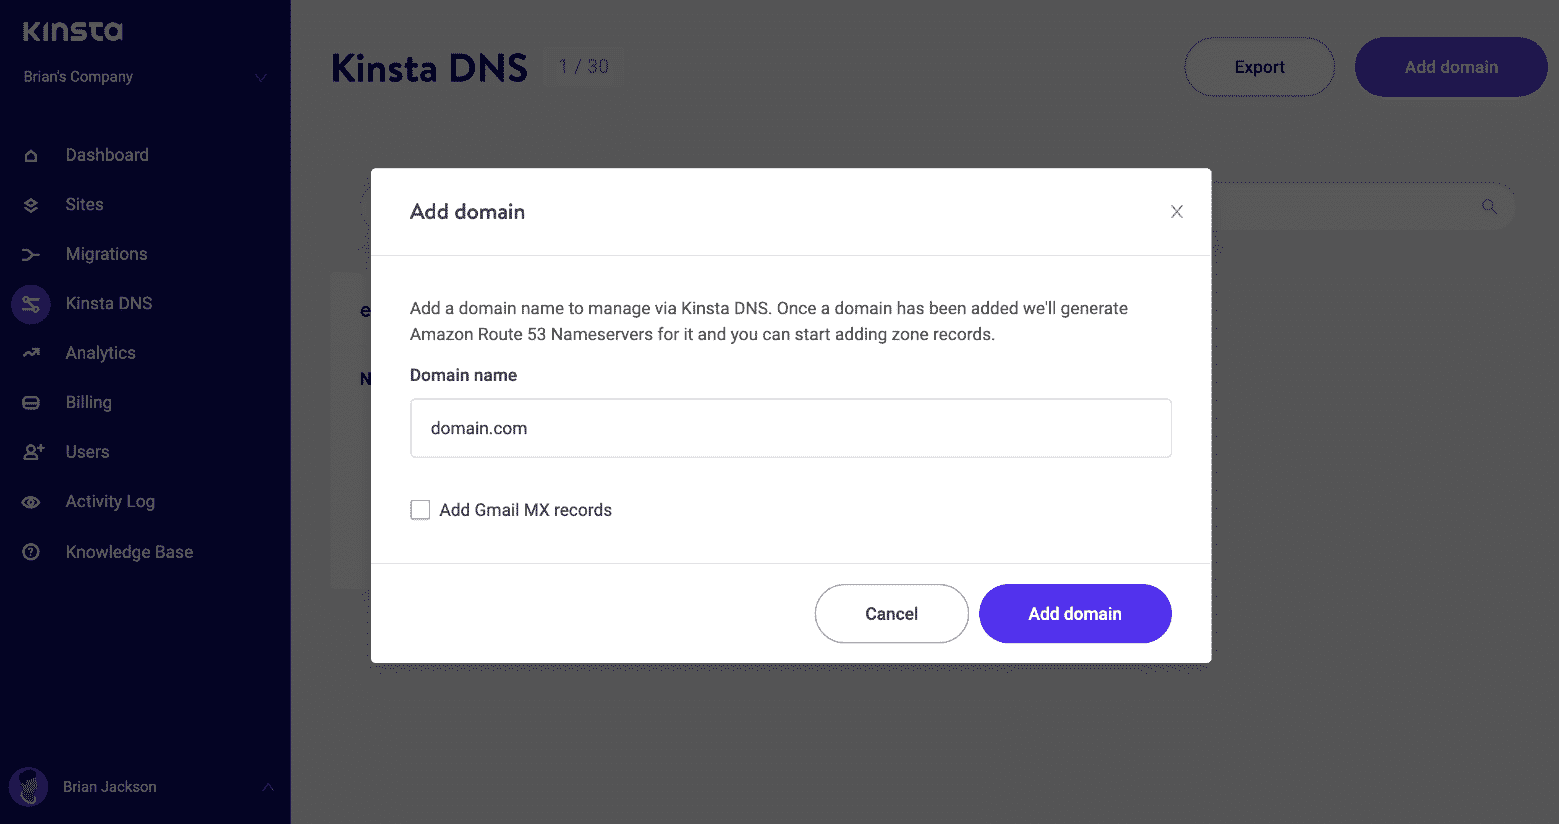 Kinsta
Brian's Company
Dashboard
Sites
Migrations
Kinsta DNS
Analytics
Billing
Users
Activity Log
Knowledge Base
Brian Jackson
Kinsta DNS 1 / 30
Export
Add domain
Add domain
Add a domain name to manage via Kinsta DNS. Once a domain has been added we'll generate
Amazon Route 53 Nameservers for it and you can start adding zone records.
Domain name
domain.com
Add Gmail MX records
Cancel
Add domain